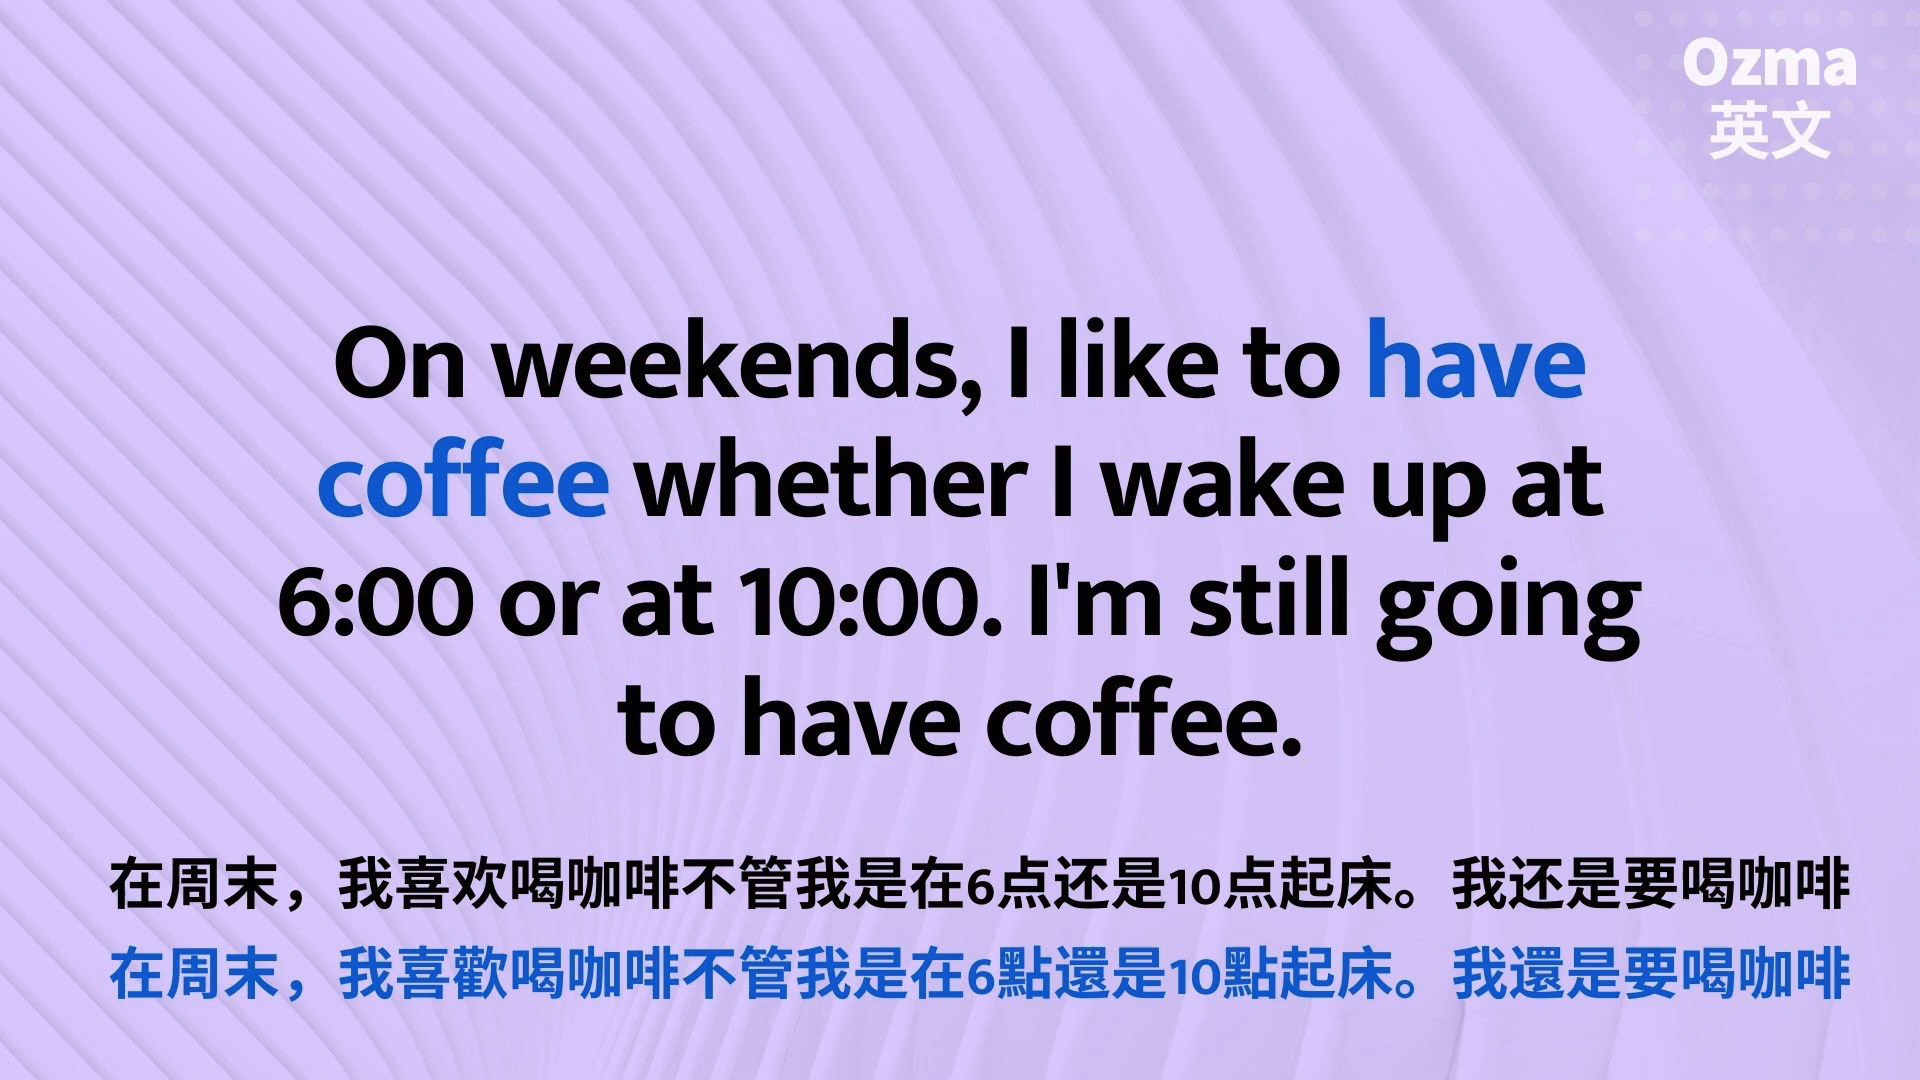 Ozma
英文
On weekends, I like to have
coffee whether I wake up at
6:00 or at 10:00. I'm still going
to have coffee.
在周末，我喜欢喝咖啡不管我是在6点还是10点起床。我还是要喝咖啡
在周末，我喜歡喝咖啡不管我是在6點還是10點起床。我還是要喝咖啡